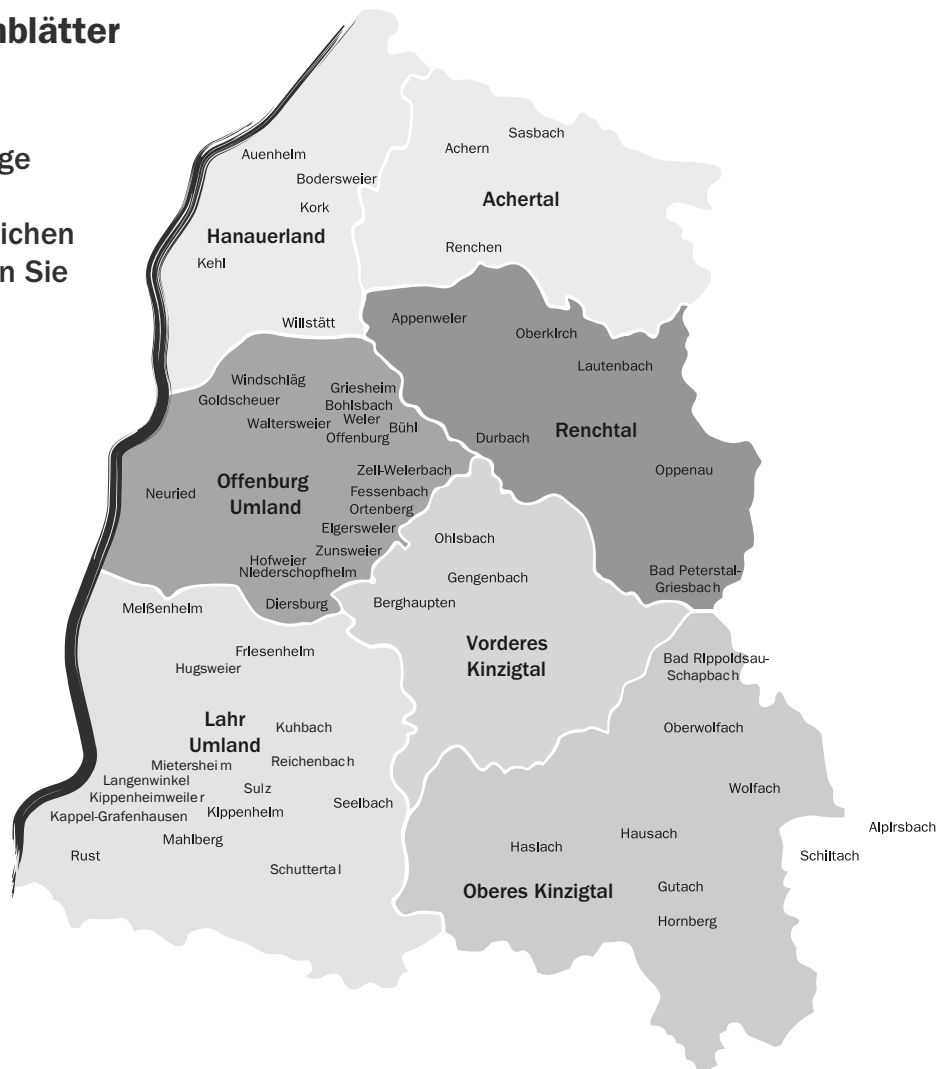 nblätter
ge
ichen
n Sie
Auenheim
Bodersweier
Kork
Hanauerland
Kehl
Willstätt
Sasbach
Achern
Achertal
Renchen
Appenweier
Oberkirch
Lautenbach
Durbach
Renchtal
Oppenau
Bad Peterstal-
Griesbach
Windschläg
Griesheim
Goldscheuer
Bohlsbach
Waltersweier
Weier
Bühl
Offenburg
Zell-Weierbach
Neuried
Offenburg
Umland
Fessenbach
Ortenberg
Elgersweier
Zunsweier
Hofweier
Niederschopfheim
Diersburg
Ohlsbach
Gengenbach
Berghaupten
Vorderes
Kinzigtal
Meißenheim
Friesenheim
Hugsweier
Lahr
Umland
Kuhbach
Mietersheim
Reichenbach
Langenwinkel
Kippenheimweiler
Sulz
Seelbach
Kappel-Grafenhausen
Kippenheim
Mahlberg
Rust
Schuttertal
Bad Rippoldsau-
Schapbach
Oberwolfach
Wolfach
Alpirsbach
Hausach
Haslach
Schiltach
Oberes Kinzigtal
Gutach
Hornberg